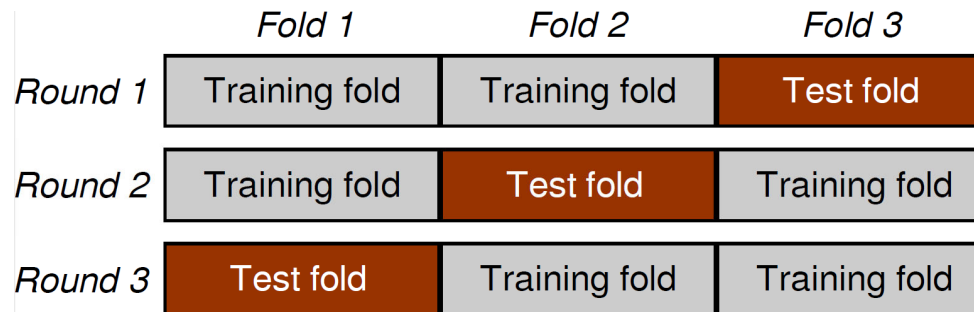 Fold 1 Fold 2 Fold 3
Round 1 Training fold Training fold Test fold
Round 2 Training fold Test fold Training fold
Round 3 Test fold Training fold Training fold